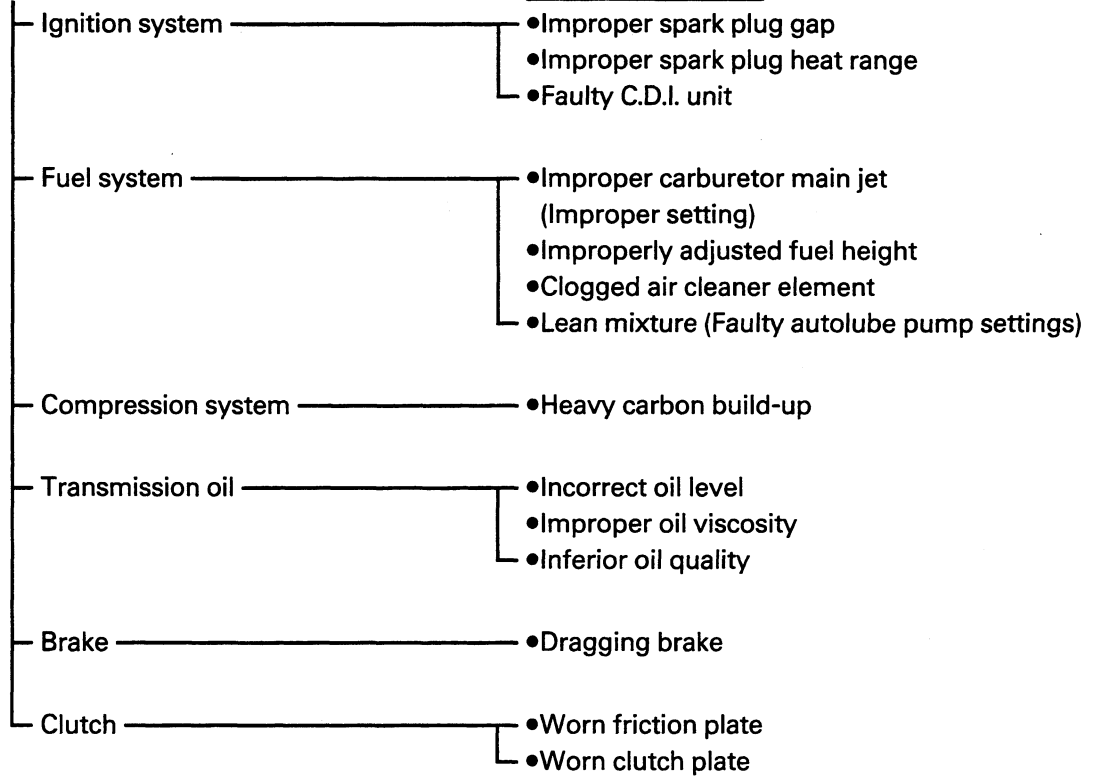 Ignition system
●Improper spark plug gap
●Improper spark plug heat range
●Faulty C.D.I. unit
Fuel system
●Improper carburetor main jet
(Improper setting)
●Improperly adjusted fuel height
●Clogged air cleaner element
●Lean mixture (Faulty autolube pump settings)
Compression system
●Heavy carbon build-up
Transmission oil
●Incorrect oil level
●Improper oil viscosity
●Inferior oil quality
Brake
●Dragging brake
Clutch
●Worn friction plate
●Worn clutch plate